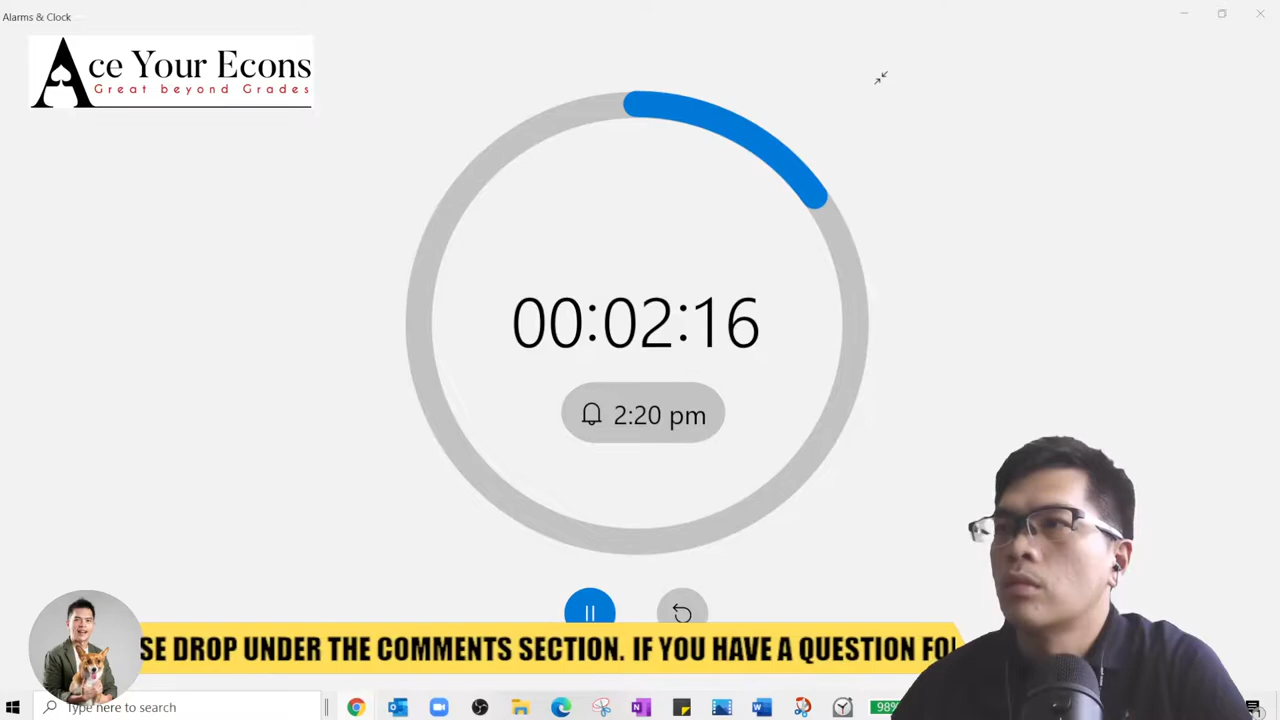 Alarms & Clock
Ace Your Econs
Great beyond Grades
00:02:16
2:20 pm
SE DROP UNDER THE COMMENTS SECTION. IF YOU HAVE A QUESTION FO
Type here to search
98%